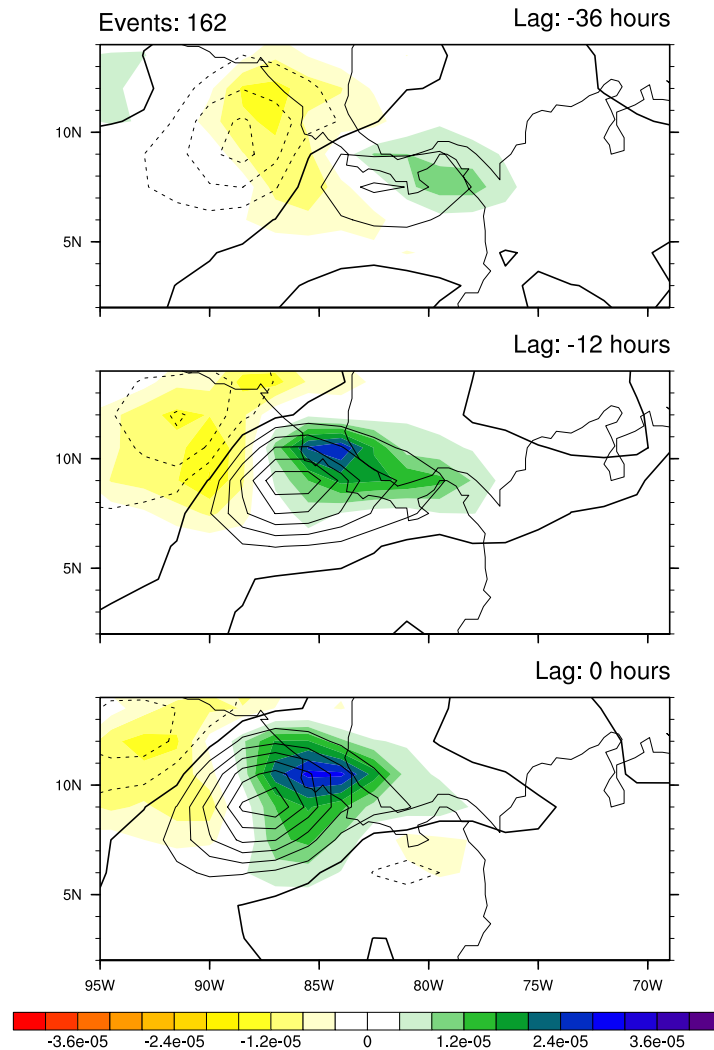 Events: 162 Lag: -36 hours
10N
5N
Lag: -12 hours
10N
5N
Lag: 0 hours
10N
5N
95W 90W 85W 80W 75W 70W
-3.6e-05 -2.4e-05 -1.2e-05 0 1.2e-05 2.4e-05 3.6e-05